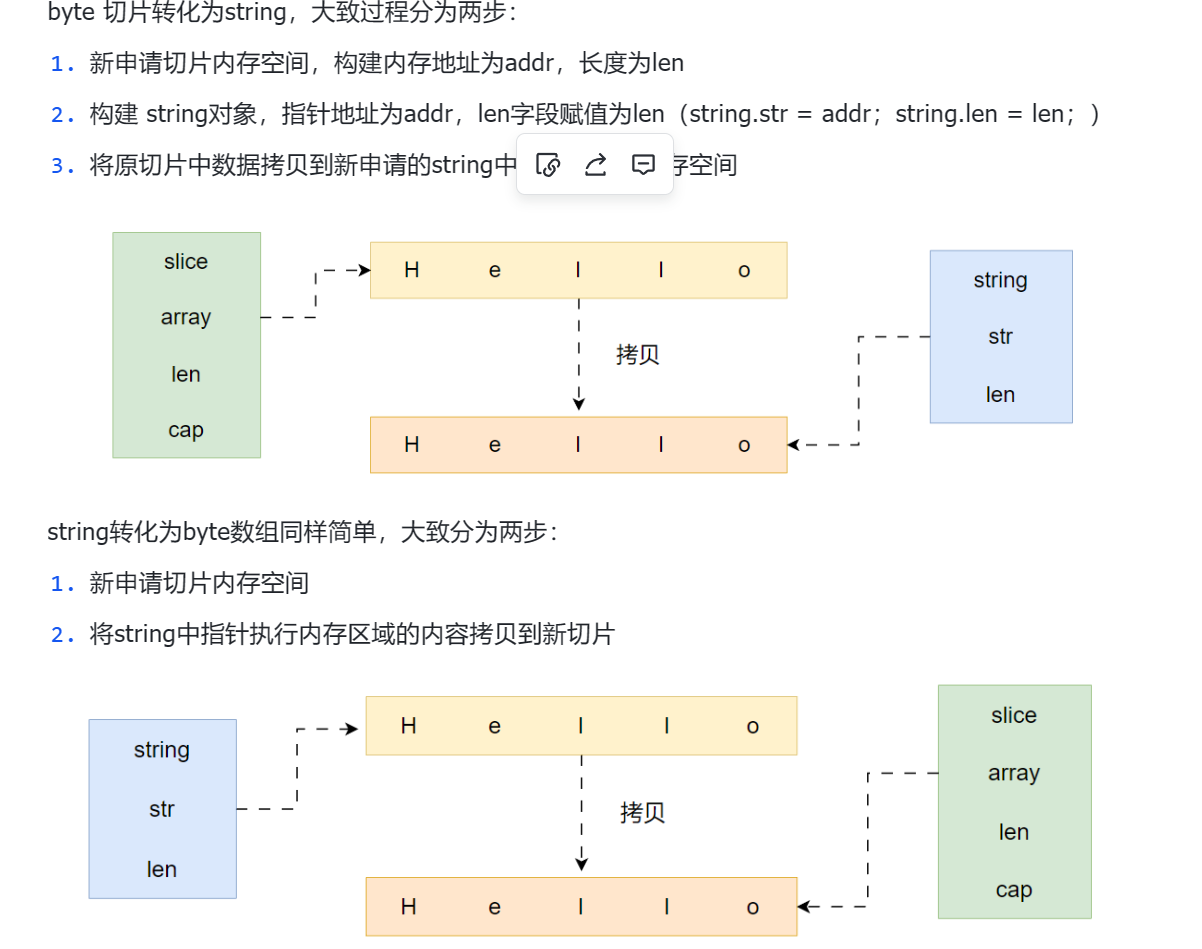 byte 切片转化为string，大致过程分为两步：
1. 新申请切片内存空间，构建内存地址为addr，长度为len
2. 构建 string对象，指针地址为addr，len字段赋值为len（string.str = addr；string.len = len；）
3. 将原切片中数据拷贝到新申请的string中 存空间
slice
array
len
cap
H e l l o
拷贝
H e l l o
string
str
len
string转化为byte数组同样简单，大致分为两步：
1. 新申请切片内存空间
2. 将string中指针执行内存区域的内容拷贝到新切片
string
str
len
H e l l o
拷贝
H e l l o
slice
array
len
cap